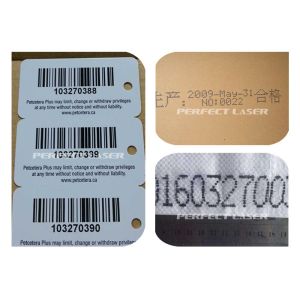 103270388
Petcetera Plus may limit, change or withdraw privileges
at any time without notice and without liability.
www.petcetera.ca
103270389
Petcetera Plus may limit, change or withdraw privileges
at any time without notice and without liability.
www.petcetera.ca
103270390
Petcetera Plus may limit, change or withdraw privileges
生产: 2009-May-31合格
NO:0022
PERFECT LASER
PERFECT LASER